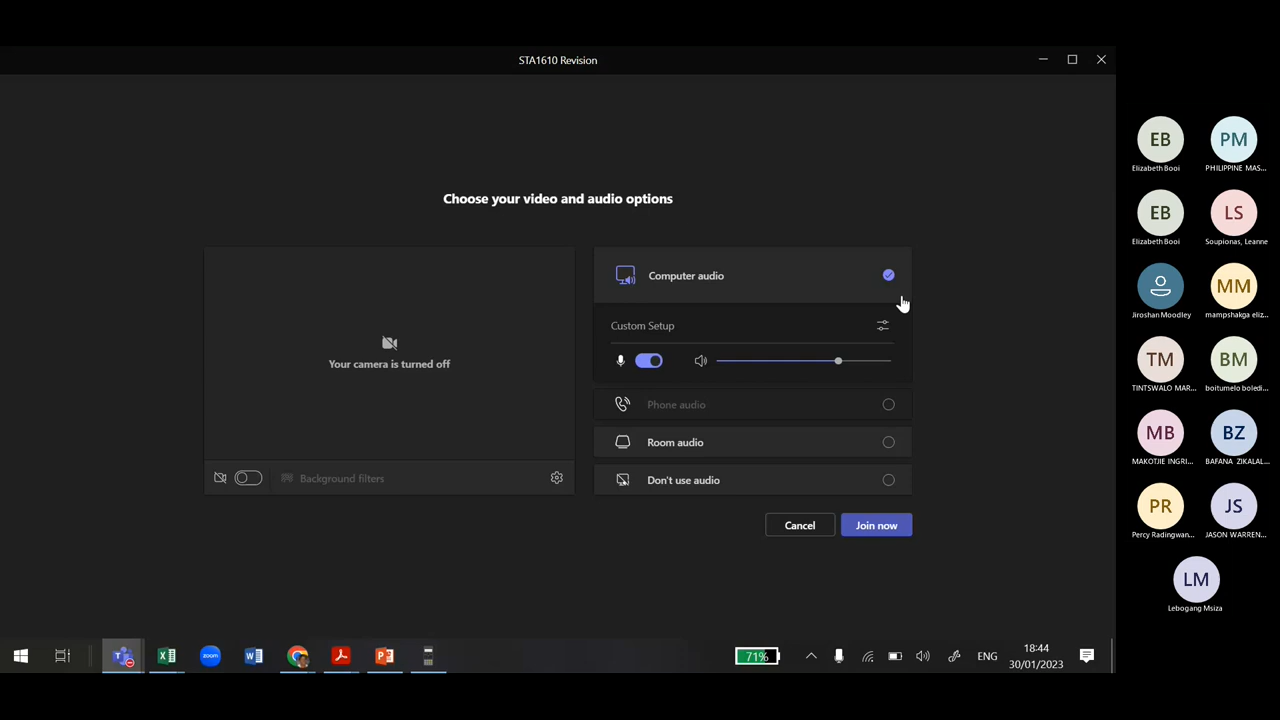 STA1610 Revision
Choose your video and audio options
Your camera is turned off
Background filters
Computer audio
Custom Setup
Phone audio
Room audio
Don't use audio
Cancel
Join now
EB
PM
Elizabeth Booi
PHILIPPINE MAS...
EB
LS
Elizabeth Booi
Soupionas, Leanne
MM
Jiroshan Moodley
mampshakga eliz...
TM
BM
TINTSWALO MAR...
boitumelo boledi...
MB
BZ
MAKOTJIE INGRI...
BAFANA ZIKALAL...
PR
JS
Percy Radingwan...
JASON WARREN...
LM
Lebogang Msiza
T
zoom
W
P
71%
ENG
18:44
30/01/2023